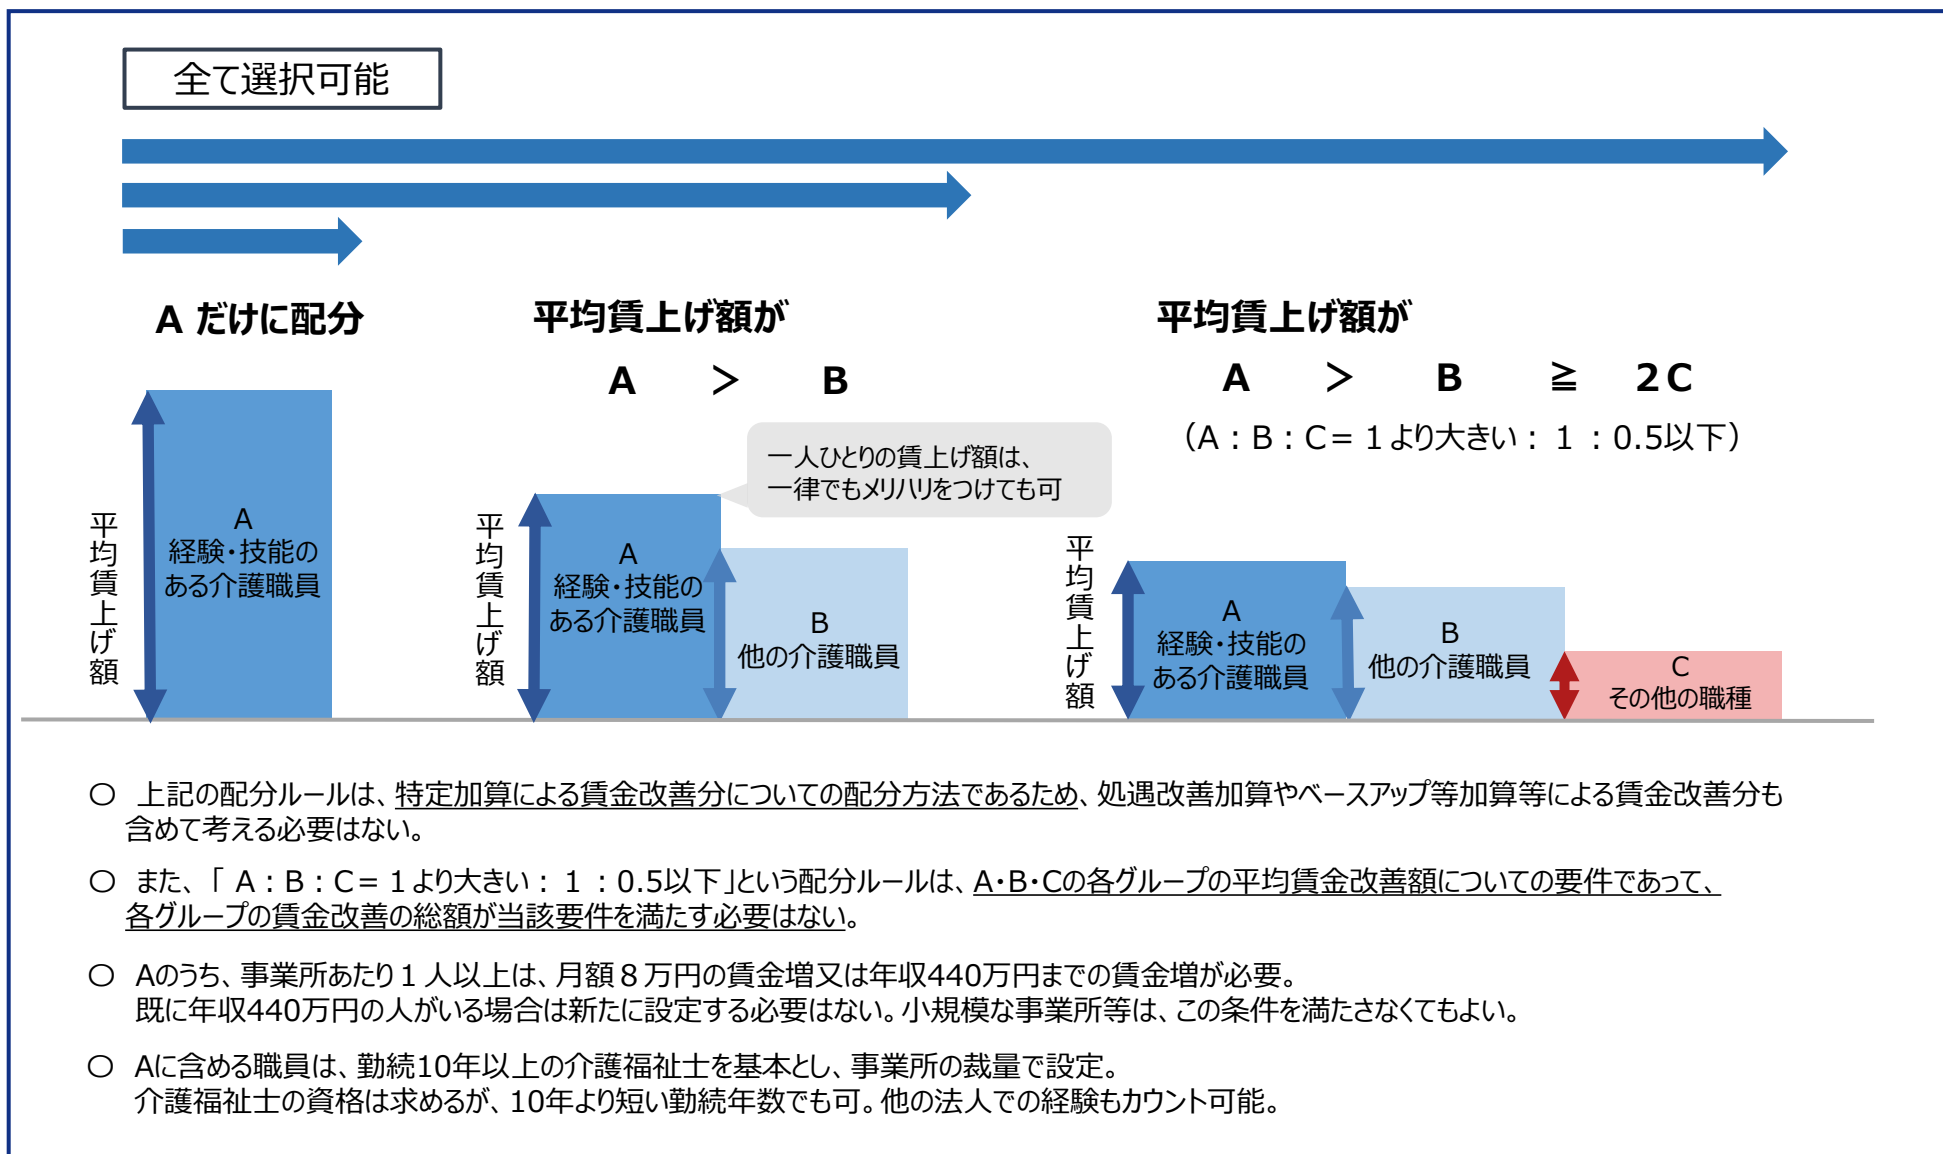 全て選択可能
A だけに配分
平均賃上げ額が
A ＞ B
平均賃上げ額が
A ＞ B ≧ ２C
（A：B：C＝１より大きい：１：0.5以下）
一人ひとりの賃上げ額は、
一律でもメリハリをつけても可
平均賃上げ額
A
経験・技能の
ある介護職員
平均賃上げ額
A
経験・技能の
ある介護職員
B
他の介護職員
平均賃上げ額
A
経験・技能の
ある介護職員
B
他の介護職員
C
その他の職種
○ 上記の配分ルールは、特定加算による賃金改善分についての配分方法であるため、処遇改善加算やベースアップ等加算等による賃金改善分も
含めて考える必要はない。
○ また、「A：B：C＝１より大きい：１：0.5以下」という配分ルールは、A・B・Cの各グループの平均賃金改善額についての要件であって、
各グループの賃金改善の総額が当該要件を満たす必要はない。
○ Aのうち、事業所あたり１人以上は、月額８万円の賃金増又は年収440万円までの賃金増が必要。
既に年収440万円の人がいる場合は新たに設定する必要はない。小規模な事業所等は、この条件を満たさなくてもよい。
○ Aに含める職員は、勤続10年以上の介護福祉士を基本とし、事業所の裁量で設定。
介護福祉士の資格は求めるが、10年より短い勤続年数でも可。他の法人での経験もカウント可能。